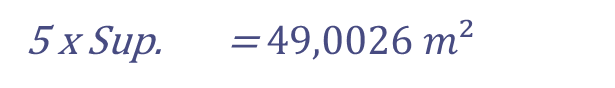 5 x Sup. = 49,0026 m²